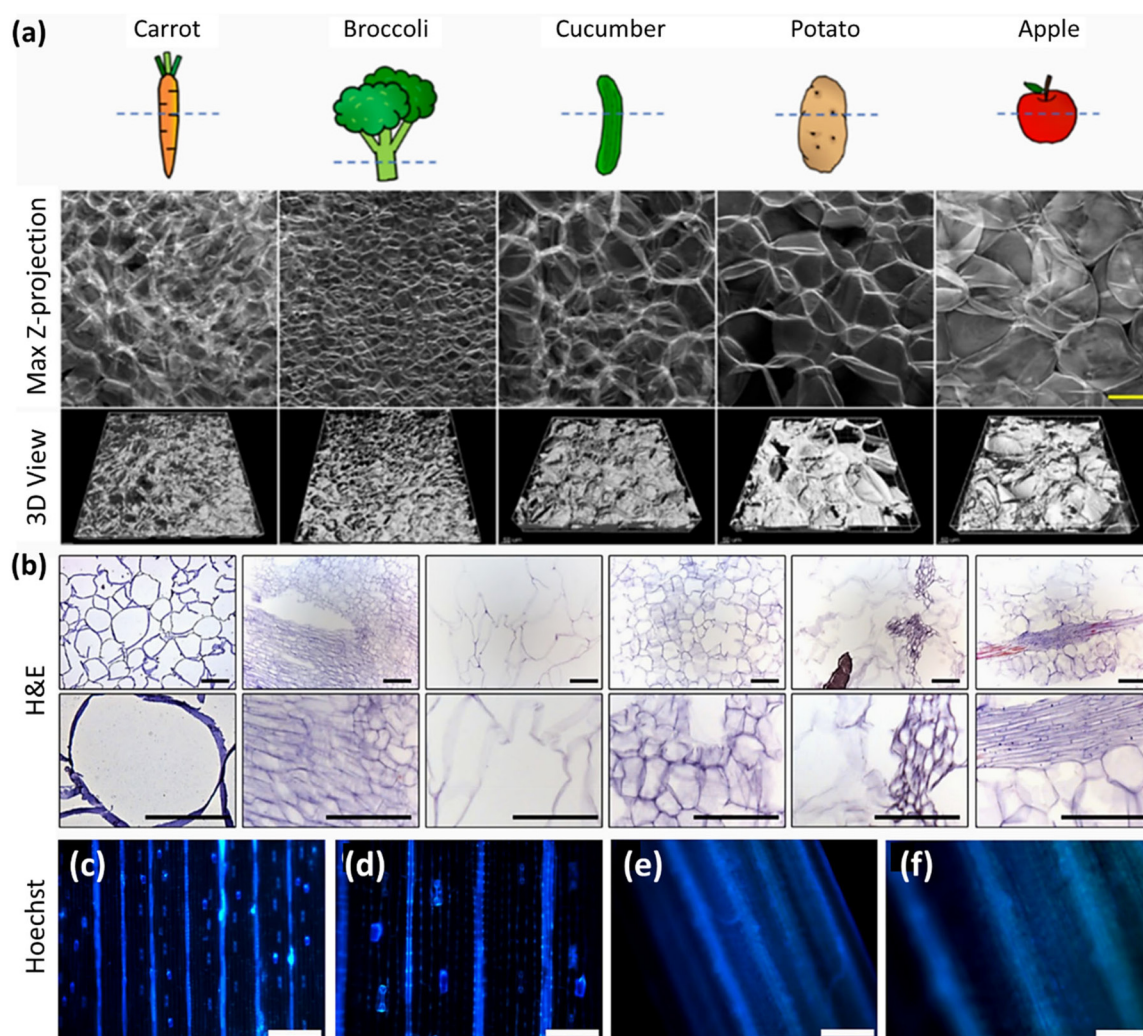 (a)
Carrot Broccoli Cucumber Potato Apple
Max Z-projection
3D View
(b)
H&E
Hoechst
(c) (d) (e) (f)